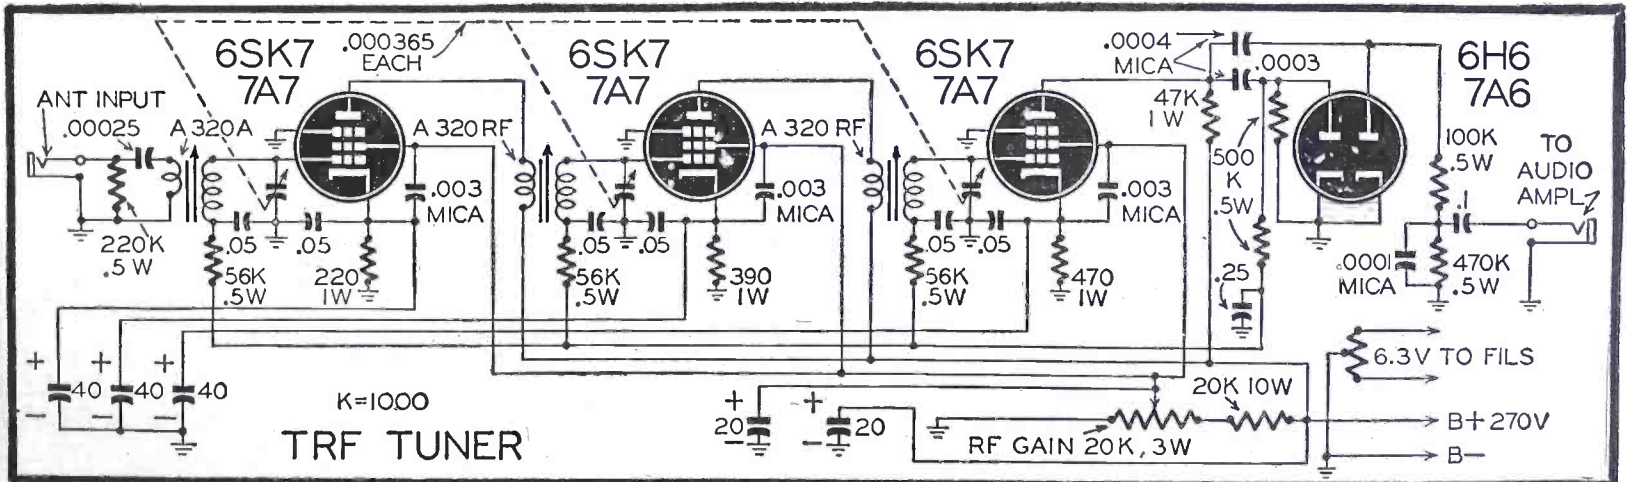 6SK7
7A7
.000365
EACH
6SK7
7A7
6SK7
7A7
.0004
MICA
.0003
6H6
7A6
ANT INPUT
.00025
A 320A
A 320 RF
A 320 RF
47K
1W
100K
.5W
TO
AUDIO
AMPL
.003
MICA
.003
MICA
.003
MICA
500
K
.5W
.1
220K
.5W
.05
.05
.05
.05
.05
.05
56K
.5W
220
1W
56K
.5W
390
1W
56K
.5W
470
1W
.25
.0001
MICA
470K
.5W
+
40
-
+
40
-
+
40
-
K=1000
TRF TUNER
+
20
-
+
20
-
20K 10W
RF GAIN 20K, 3W
6.3V TO FILS
B+ 270V
B-